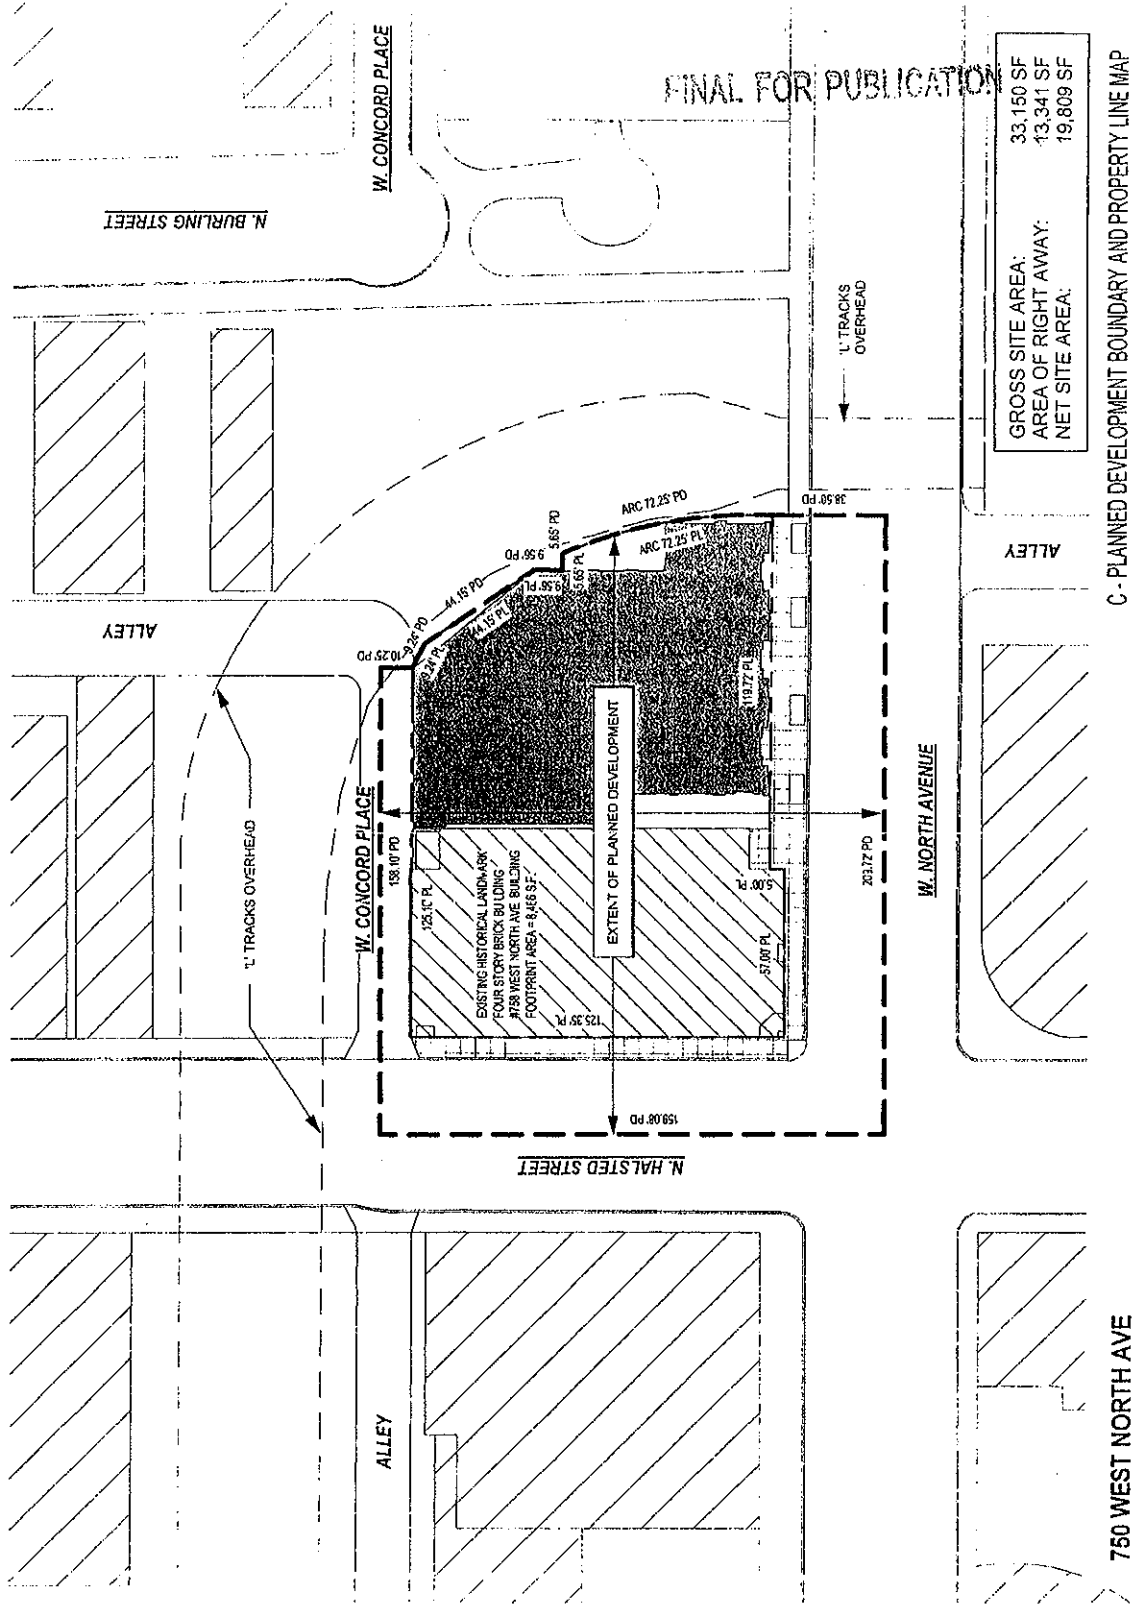 FINAL FOR PUBLICATION
W. CONCORD PLACE
N. BURLING STREET
'L' TRACKS
OVERHEAD
ALLEY
'L' TRACKS OVERHEAD
W. CONCORD PLACE
10.25' PD
9.24' PD
9.24' PL
44.15' PD
44.15' PL
9.56' PD
9.56' PL
5.65' PD
5.65' PL
ARC 72.25' PD
ARC 72.25' PL
38.50' PD
158.10' PD
125.10' PL
EXISTING HISTORICAL LANDMARK
FOUR STORY BRICK BUILDING
#758 WEST NORTH AVE BUILDING
FOOTPRINT AREA = 8,466 S.F.
125.35' PL
EXTENT OF PLANNED DEVELOPMENT
119.72' PL
5.00' PL
57.00' PL
203.72' PD
159.08' PD
N. HALSTED STREET
W. NORTH AVENUE
ALLEY
ALLEY
GROSS SITE AREA: 33,150 SF
AREA OF RIGHT AWAY: 13,341 SF
NET SITE AREA: 19,809 SF
750 WEST NORTH AVE
C - PLANNED DEVELOPMENT BOUNDARY AND PROPERTY LINE MAP